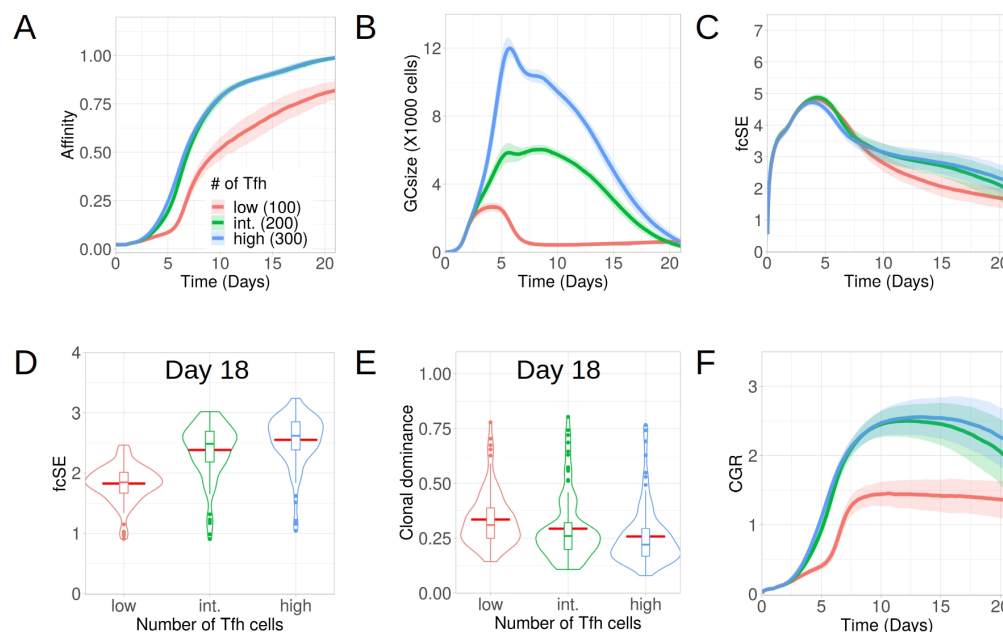 A
Affinity
1.00
0.75
0.50
0.25
0.00
# of Tfh
low (100)
int. (200)
high (300)
0 5 10 15 20
Time (Days)
B
GCsize (X1000 cells)
12
8
4
0
0 5 10 15 20
Time (Days)
C
fcSE
7
6
5
4
3
2
1
0
0 5 10 15 20
Time (Days)
D
Day 18
fcSE
4
3
2
1
0
low int. high
Number of Tfh cells
E
Day 18
Clonal dominance
1.00
0.75
0.50
0.25
0.00
low int. high
Number of Tfh cells
F
CGR
3
2
1
0
0 5 10 15 20
Time (Days)